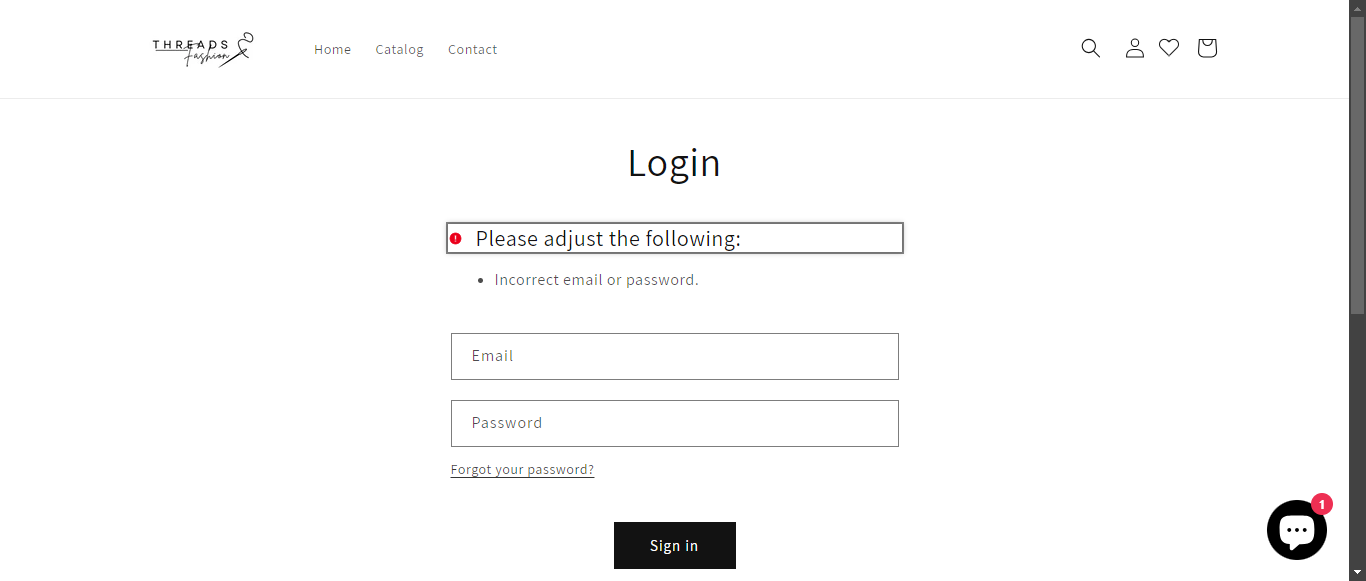 THREADS
Fashion
Home
Catalog
Contact
Login
Please adjust the following:
Incorrect email or password.
Email
Password
Forgot your password?
Sign in
1